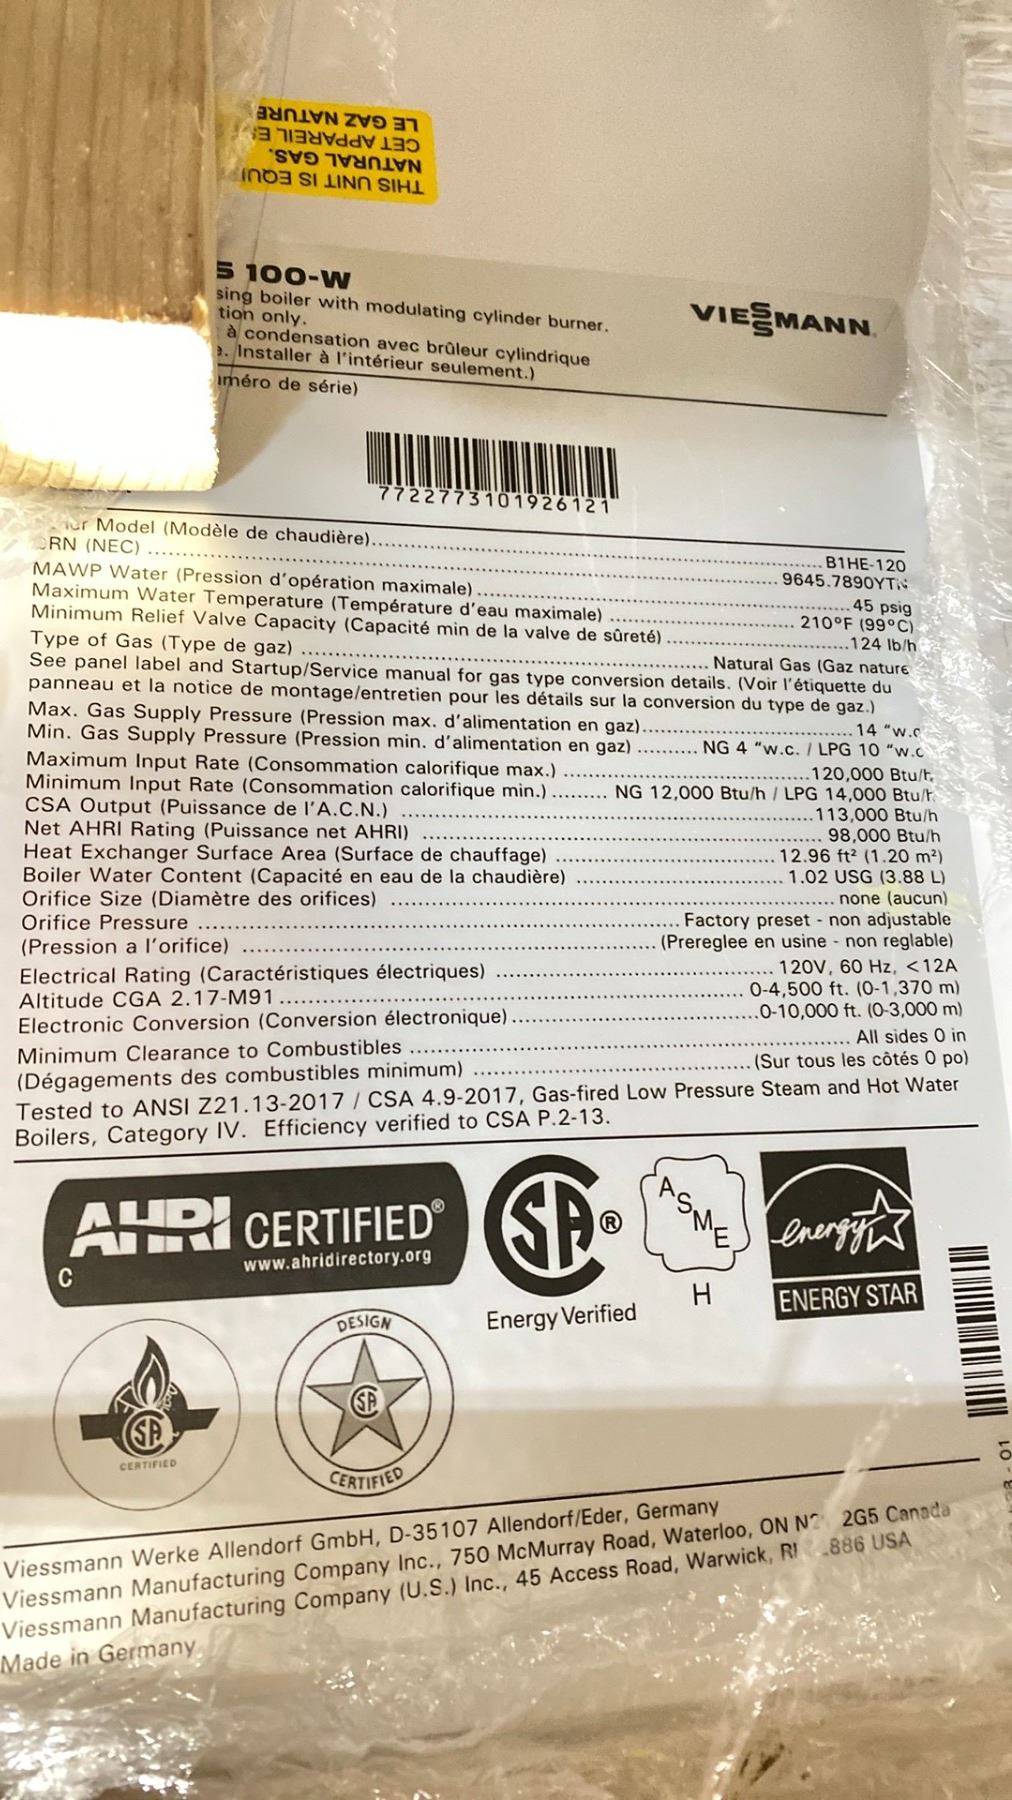 THIS UNIT IS
NATURAL GAS.
CET APPAREIL
LE GAZ
100-W
boiler with modulating cylinder burner.
only.
à condensation avec brûleur cylindrique
Installer à l'intérieur seulement.)
de série)
VIESSMANN
7722773101926121
Model (Modèle de chaudière)..... B1HE-120
(NEC) .....
MAWP Water (Pression d'opération maximale) ..... 45 psig
Maximum Water Temperature (Température d'eau maximale) ..... 210°F (99°C)
Minimum Relief Valve Capacity (Capacité min de la valve de sûreté) ..... 124 lb/h
Type of Gas (Type de gaz) ..... Natural Gas (Gaz
See panel label and Startup/Service manual for gas type conversion details. (Voir l'étiquette du
panneau et la notice de montage/entretien pour les détails sur la conversion du type de gaz.)
Max. Gas Supply Pressure (Pression max. d'alimentation en gaz)..... 14 "w.c
Min. Gas Supply Pressure (Pression min. d'alimentation en gaz) ..... NG 4 "w.c. / LPG 10 "w.c
Maximum Input Rate (Consommation calorifique max.) ..... 120,000 Btu/h
Minimum Input Rate (Consommation calorifique min.) ..... NG 12,000 Btu/h / LPG 14,000 Btu/h
CSA Output (Puissance de l'A.C.N.) ..... 113,000 Btu/h
Net AHRI Rating (Puissance net AHRI) ..... 98,000 Btu/h
Heat Exchanger Surface Area (Surface de chauffage) ..... 12.96 ft² (1.20 m²)
Boiler Water Content (Capacité en eau de la chaudière) ..... 1.02 USG (3.88 L)
Orifice Size (Diamètre des orifices) ..... none (aucun)
Orifice Pressure ..... Factory preset - non adjustable
(Pression a l'orifice) ..... (Prereglee en usine - non reglable)
Electrical Rating (Caractéristiques électriques) ..... 120V, 60 Hz, <12A
Altitude CGA 2.17-M91 ..... 0-4,500 ft. (0-1,370 m)
Electronic Conversion (Conversion électronique) ..... 0-10,000 ft. (0-3,000 m)
Minimum Clearance to Combustibles ..... All sides 0 in
(Dégagements des combustibles minimum) ..... (Sur tous les côtés 0 po)
Tested to ANSI Z21.13-2017 / CSA 4.9-2017, Gas-fired Low Pressure Steam and Hot Water
Boilers, Category IV. Efficiency verified to CSA P.2-13.
AHRI CERTIFIED®
www.ahridirectory.org
C
SA ®
Energy Verified
ASME
H
energy
ENERGY STAR
SA
CERTIFIED
DESIGN
SA
CERTIFIED
01
Viessmann Werke Allendorf GmbH, D-35107 Allendorf/Eder, Germany
Viessmann Manufacturing Company Inc., 750 McMurray Road, Waterloo, ON 2G5 Canada
Viessmann Manufacturing Company (U.S.) Inc., 45 Access Road, Warwick, RI 886 USA
Made in Germany